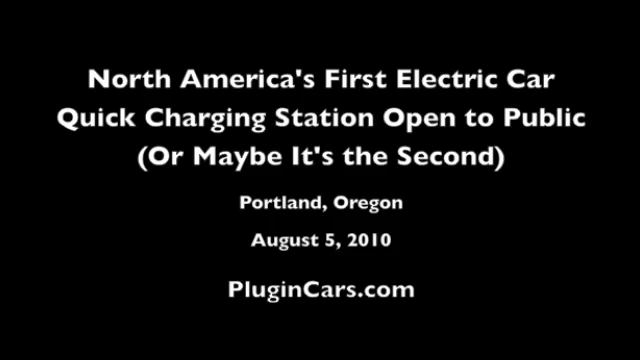 North America's First Electric Car
Quick Charging Station Open to Public
(Or Maybe It's the Second)
Portland, Oregon
August 5, 2010
PluginCars.com